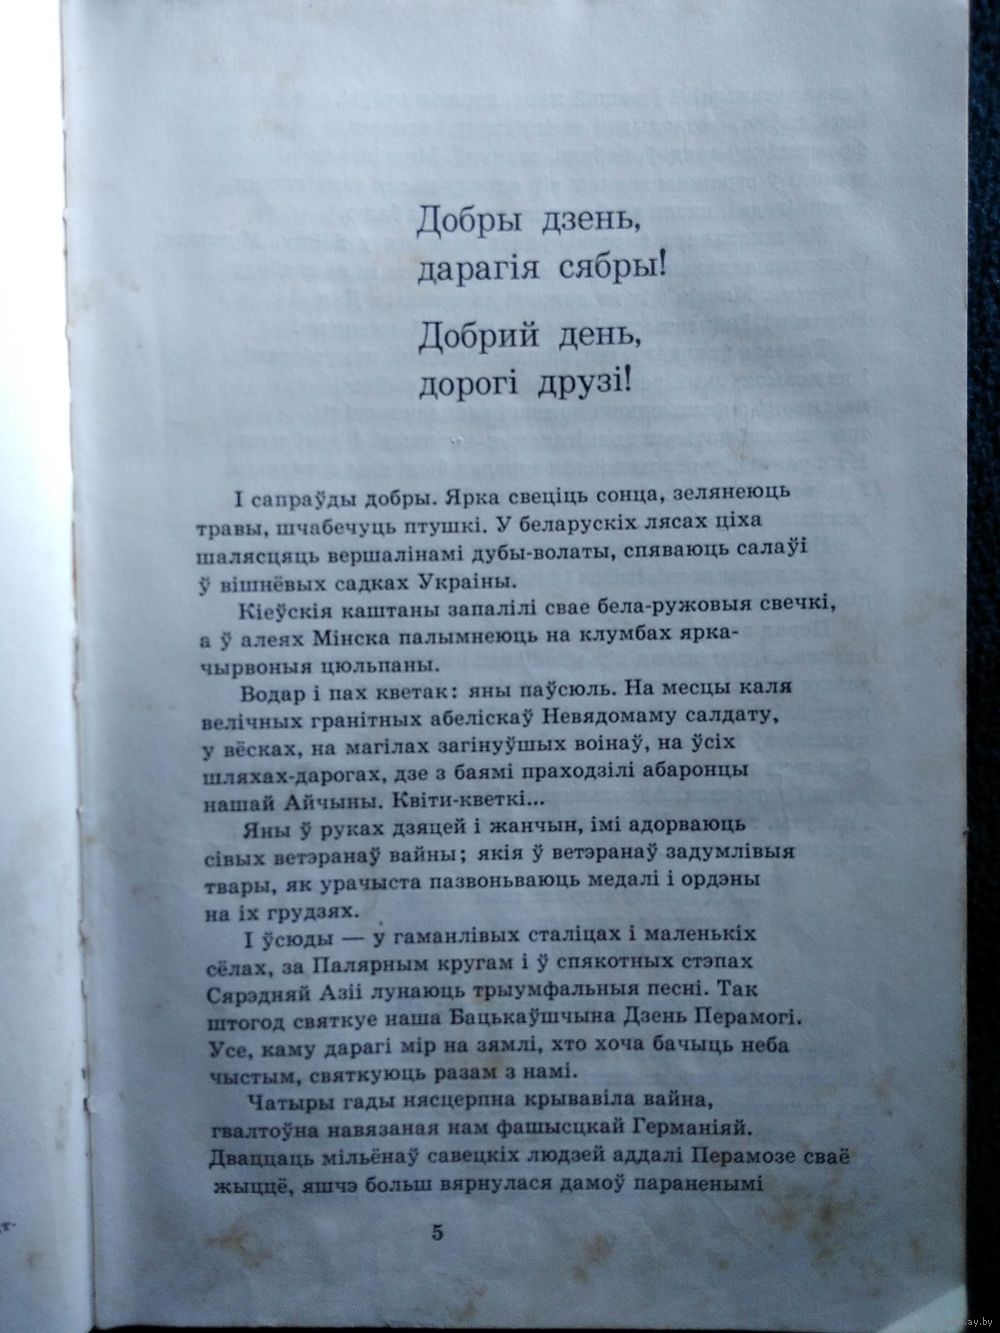 Добры дзень,
дарагія сябры!
Добрий день,
дорогі друзі!
І сапраўды добры. Ярка свеціць сонца, зелянеюць
травы, шчабечуць птушкі. У беларускіх лясах ціха
шалясцяць вершалінамі дубы-волаты, спяваюць салаўі
ў вішнёвых садках Украіны.
Кіеўскія каштаны запалілі свае бела-ружовыя свечкі,
а ў алеях Мінска палымнеюць на клумбах ярка-
чырвоныя цюльпаны.
Водар і пах кветак: яны паўсюль. На месцы каля
велічных гранітных абеліскаў Невядомаму салдату,
у вёсках, на магілах загінуўшых воінаў, на ўсіх
шляхах-дарогах, дзе з баямі праходзілі абаронцы
нашай Айчыны. Квіти-кветкі...
Яны ў руках дзяцей і жанчын, імі адорваюць
сівых ветэранаў вайны; якія ў ветэранаў задумлівыя
твары, як урачыста пазвоньваюць медалі і ордэны
на іх грудзях.
І ўсюды — у гаманлівых сталіцах і маленькіх
сёлах, за Палярным кругам і ў спякотных стэпах
Сярэдняй Азіі лунаюць трыумфальныя песні. Так
штогод святкуе наша Бацькаўшчына Дзень Перамогі.
Усе, каму дарагі мір на зямлі, хто хоча бачыць неба
чыстым, святкуюць разам з намі.
Чатыры гады нясцерпна крывавіла вайна,
гвалтоўна навязаная нам фашысцкай Германіяй.
Дваццаць мільёнаў савецкіх людзей аддалі Перамозе сваё
жыццё, яшчэ больш вярнулася дамоў параненымі
5